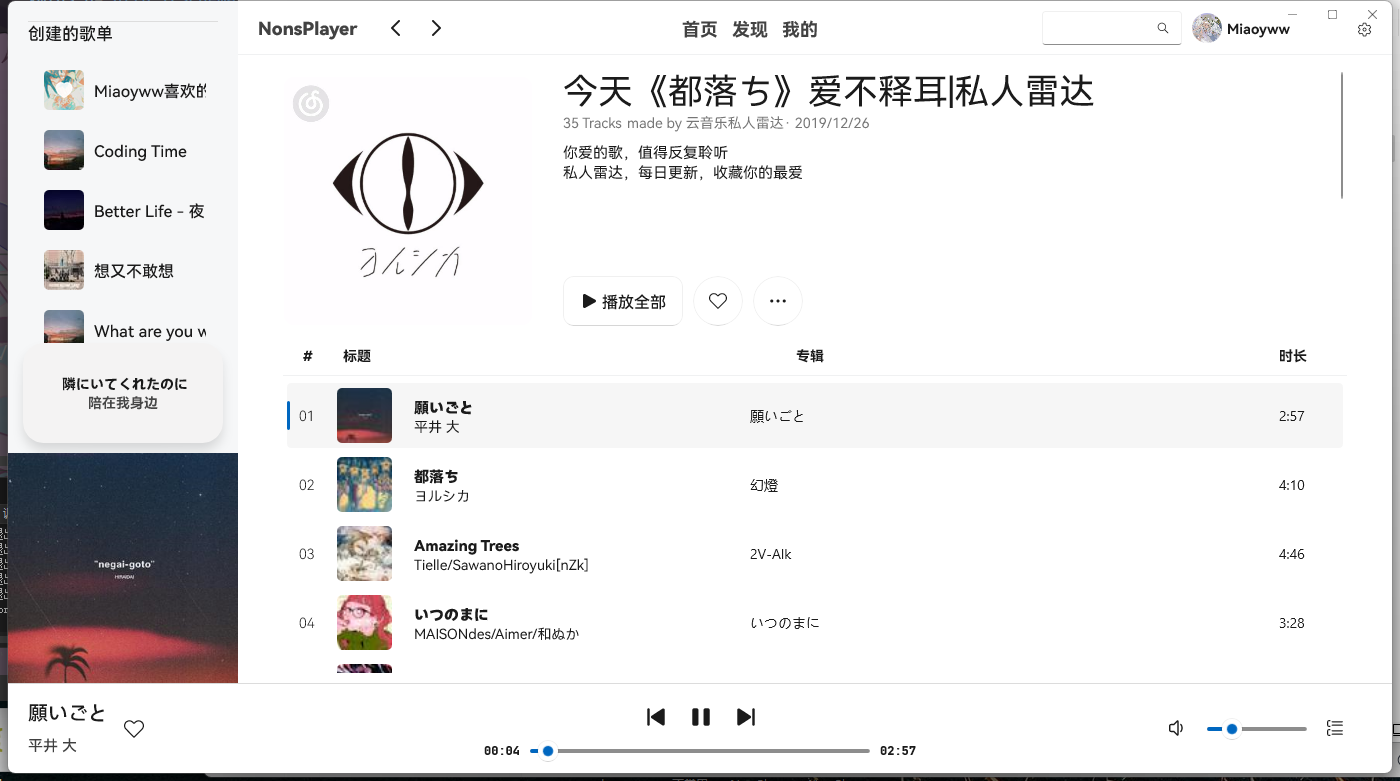 创建的歌单
Miaoyww喜欢的
Coding Time
Better Life - 夜
想又不敢想
What are you w
隣にいてくれたのに
陪在我身边
"negai-goto"
HIRAIDAI
NonsPlayer
首页 发现 我的
Miaoyww
今天《都落ち》爱不释耳|私人雷达
35 Tracks made by 云音乐私人雷达· 2019/12/26
你爱的歌，值得反复聆听
私人雷达，每日更新，收藏你的最爱
ヨルシカ
播放全部
# 标题 专辑 时长
01 願いごと 願いごと 2:57
平井 大
02 都落ち 幻燈 4:10
ヨルシカ
03 Amazing Trees 2V-Alk 4:46
Tielle/SawanoHiroyuki[nZk]
04 いつのまに いつのまに 3:28
MAISONdes/Aimer/和ぬか
願いごと
平井 大
00:04 02:57